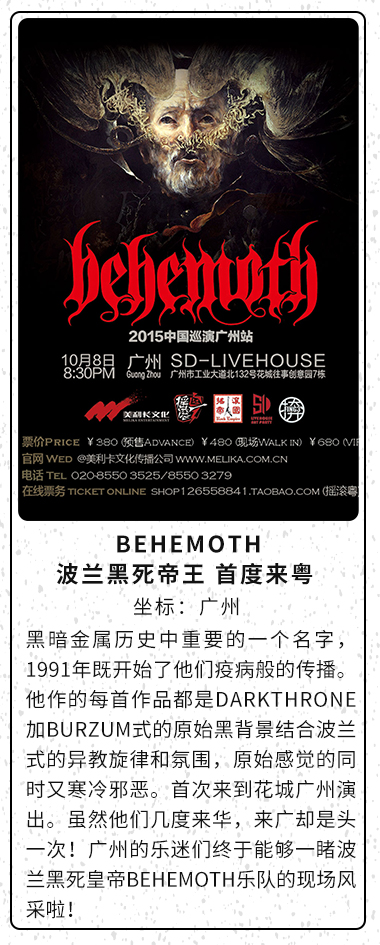 behemoth
2015中国巡演广州站
10月8日 广州 SD-LIVEHOUSE
8:30PM Guang Zhou 广州市工业大道北132号花城往事创意园7栋
美利卡文化
MELIKA ENTERTAINMENT
票价PRICE ￥380 (预售ADVANCE) ￥480 (现场WALK IN) ￥680 (VI
官网 WED @美利卡文化传播公司 WWW.MELIKA.COM.CN
电话 TEL 020-8550 3525/8550 3279
在线票务 TICKET ONLINE SHOP126558841.TAOBAO.COM (摇滚粤
BEHEMOTH
波兰黑死帝王 首度来粤
坐标：广州
黑暗金属历史中重要的一个名字，
1991年既开始了他们疫病般的传播。
他作的每首作品都是DARKTHRONE
加BURZUM式的原始黑背景结合波兰
式的异教旋律和氛围，原始感觉的同
时又寒冷邪恶。首次来到花城广州演
出。虽然他们几度来华，来广却是头
一次！广州的乐迷们终于能够一睹波
兰黑死皇帝BEHEMOTH乐队的现场风
采啦！